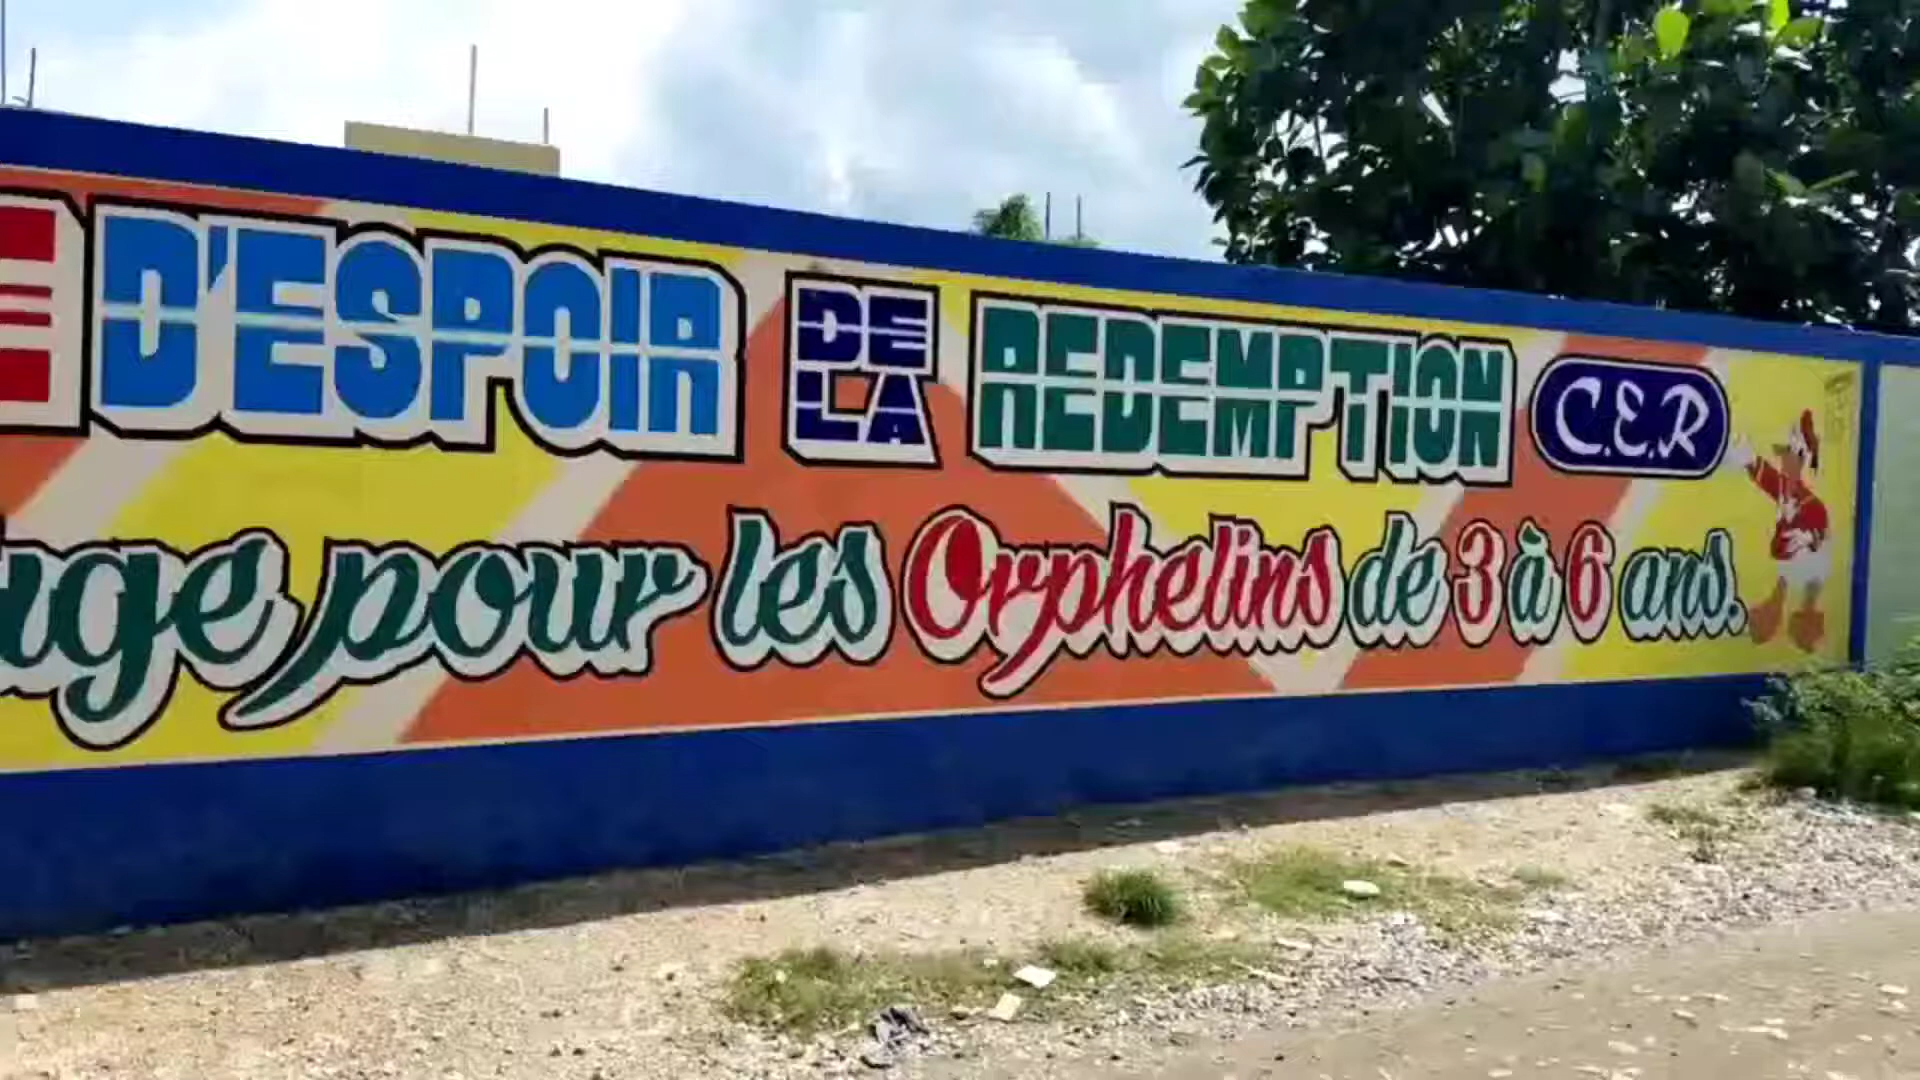 D'ESPOIR DE LA REDEMPTION C.E.R
pour les Orphelins de 3 à 6 ans.